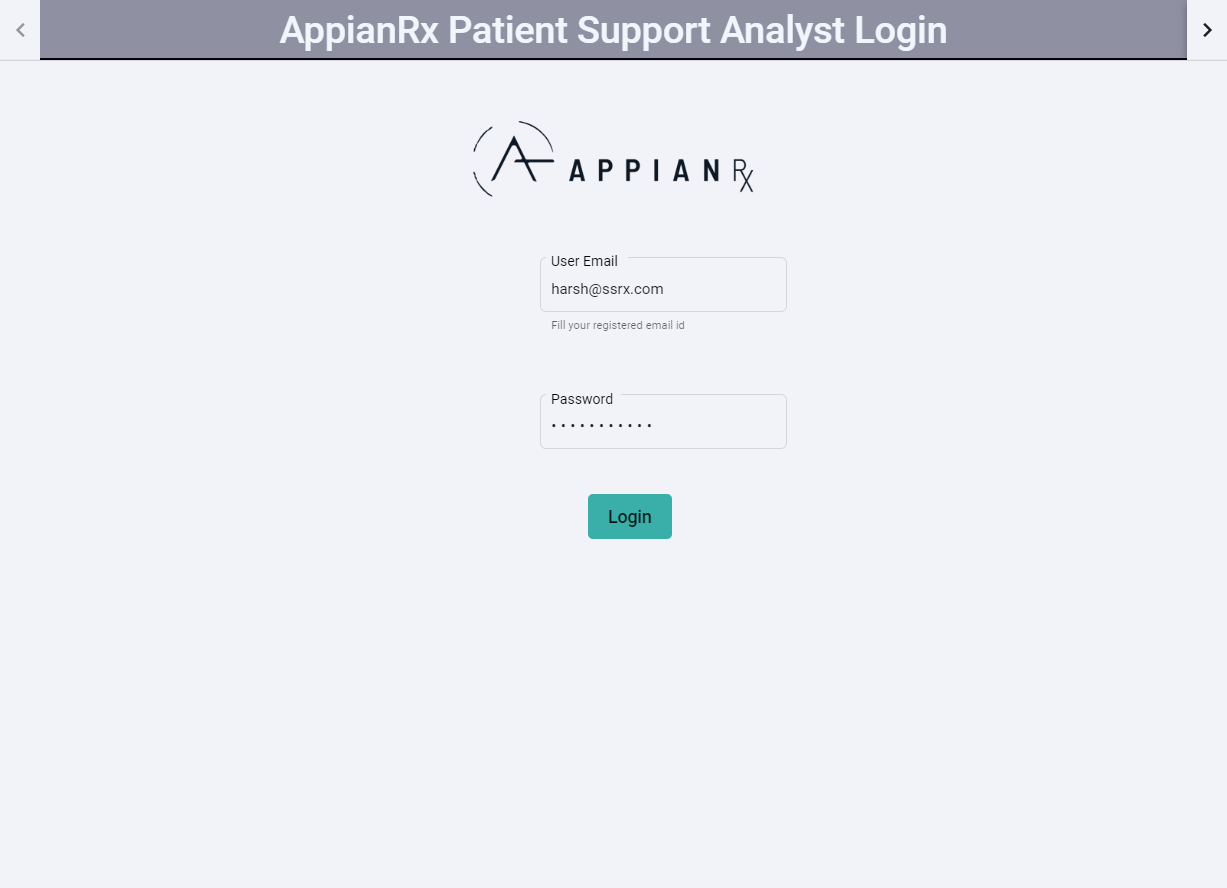 AppianRx Patient Support Analyst Login
APPIAN Rx
User Email
harsh@ssrx.com
Fill your registered email id
Password
•••••••••••
Login